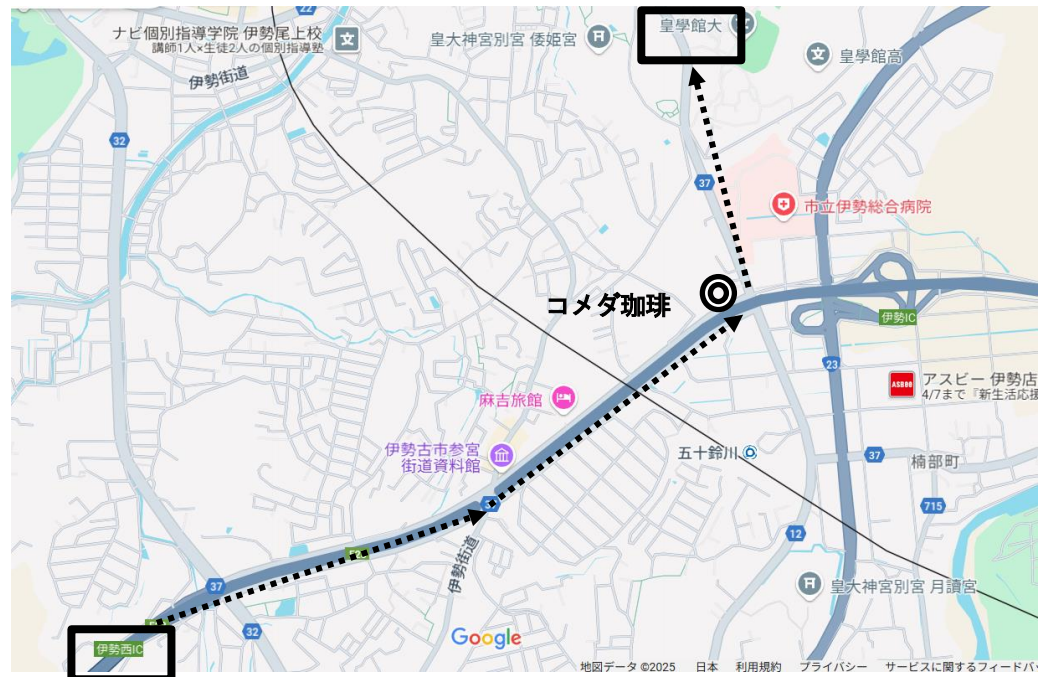 22
ナビ個別指導学院 伊勢尾上校
講師1人×生徒2人の個別指導塾
皇大神宮別宮 倭姫宮
皇學館大
皇學館高
伊勢街道
32
37
市立伊勢総合病院
コメダ珈琲
伊勢IC
23
ASBEE
アスビー 伊勢店
4/7まで『新生活応援
麻吉旅館
伊勢古市参宮
街道資料館
五十鈴川
37
楠部町
715
37
12
伊勢街道
37
皇大神宮別宮 月讀宮
32
伊勢西IC
Google
地図データ ©2025 日本 利用規約 プライバシー サービスに関するフィードバッ